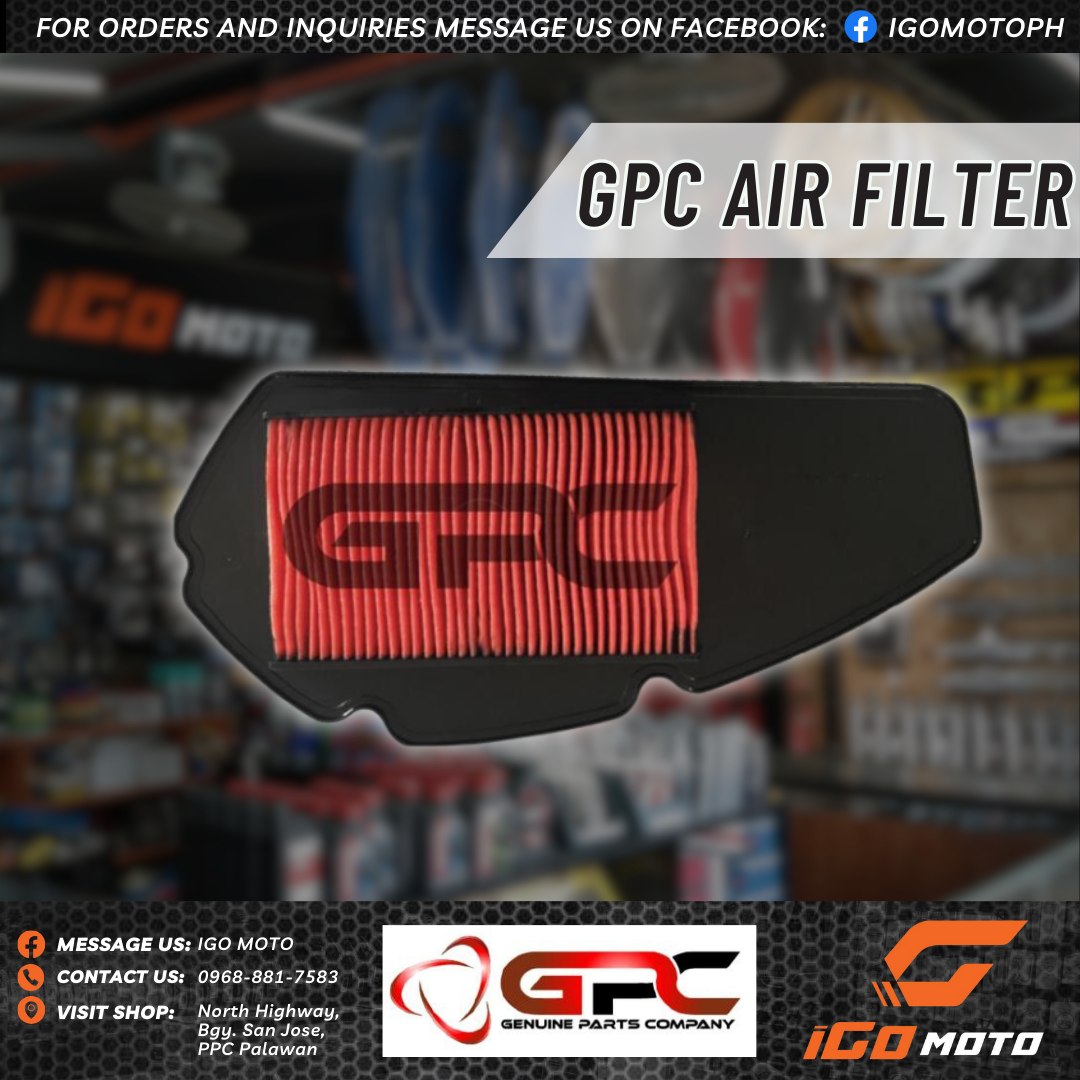 FOR ORDERS AND INQUIRIES MESSAGE US ON FACEBOOK: IGOMOTOPH
GPC AIR FILTER
iGO MOTO
GPC
MESSAGE US: IGO MOTO
CONTACT US: 0968-881-7583
VISIT SHOP: North Highway,
Bgy. San Jose,
PPC Palawan
GPC
GENUINE PARTS COMPANY
iGO MOTO